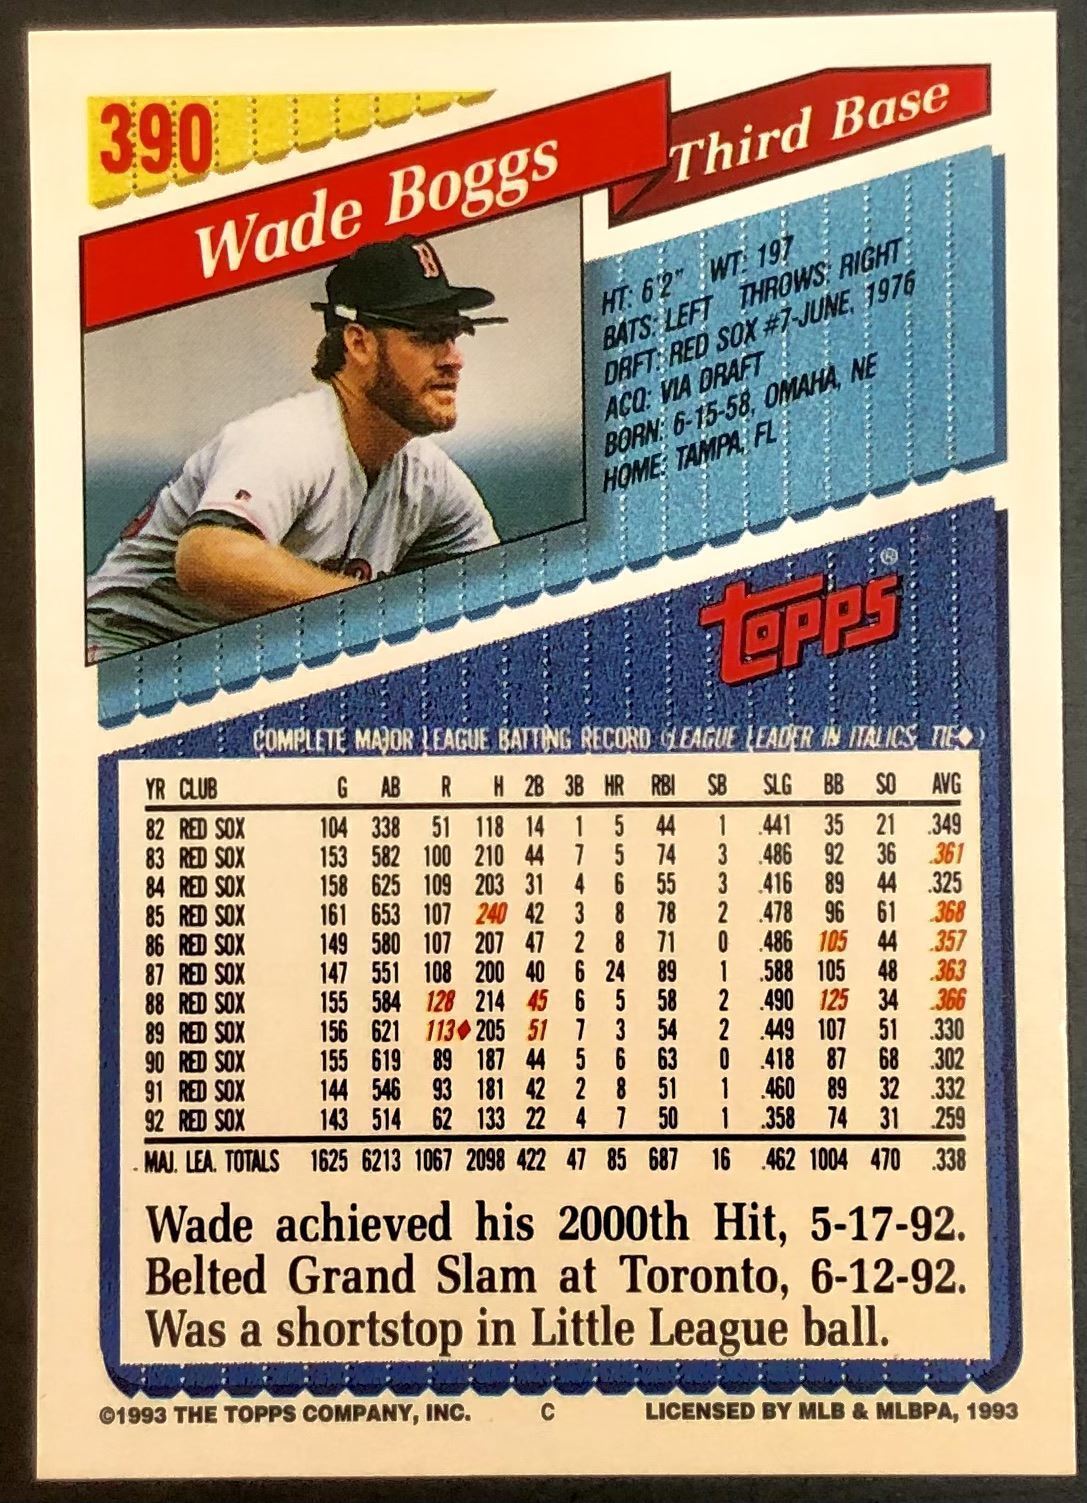 390
Wade Boggs
Third Base
HT: 6'2" WT: 197
BATS: LEFT THROWS: RIGHT
DRFT: RED SOX #7-JUNE, 1976
ACQ: VIA DRAFT
BORN: 6-15-58, OMAHA, NE
HOME: TAMPA, FL
B
TOPPS®
COMPLETE MAJOR LEAGUE BATTING RECORD (LEAGUE LEADER IN ITALICS, TIE♦)
YR CLUB G AB R H 2B 3B HR RBI SB SLG BB SO AVG
82 RED SOX 104 338 51 118 14 1 5 44 1 .441 35 21 .349
83 RED SOX 153 582 100 210 44 7 5 74 3 .486 92 36 .361
84 RED SOX 158 625 109 203 31 4 6 55 3 .416 89 44 .325
85 RED SOX 161 653 107 240 42 3 8 78 2 .478 96 61 .368
86 RED SOX 149 580 107 207 47 2 8 71 0 .486 105 44 .357
87 RED SOX 147 551 108 200 40 6 24 89 1 .588 105 48 .363
88 RED SOX 155 584 128 214 45 6 5 58 2 .490 125 34 .366
89 RED SOX 156 621 113♦ 205 51 7 3 54 2 .449 107 51 .330
90 RED SOX 155 619 89 187 44 5 6 63 0 .418 87 68 .302
91 RED SOX 144 546 93 181 42 2 8 51 1 .460 89 32 .332
92 RED SOX 143 514 62 133 22 4 7 50 1 .358 74 31 .259
MAJ. LEA. TOTALS 1625 6213 1067 2098 422 47 85 687 16 .462 1004 470 .338
Wade achieved his 2000th Hit, 5-17-92.
Belted Grand Slam at Toronto, 6-12-92.
Was a shortstop in Little League ball.
©1993 THE TOPPS COMPANY, INC. C LICENSED BY MLB & MLBPA, 1993